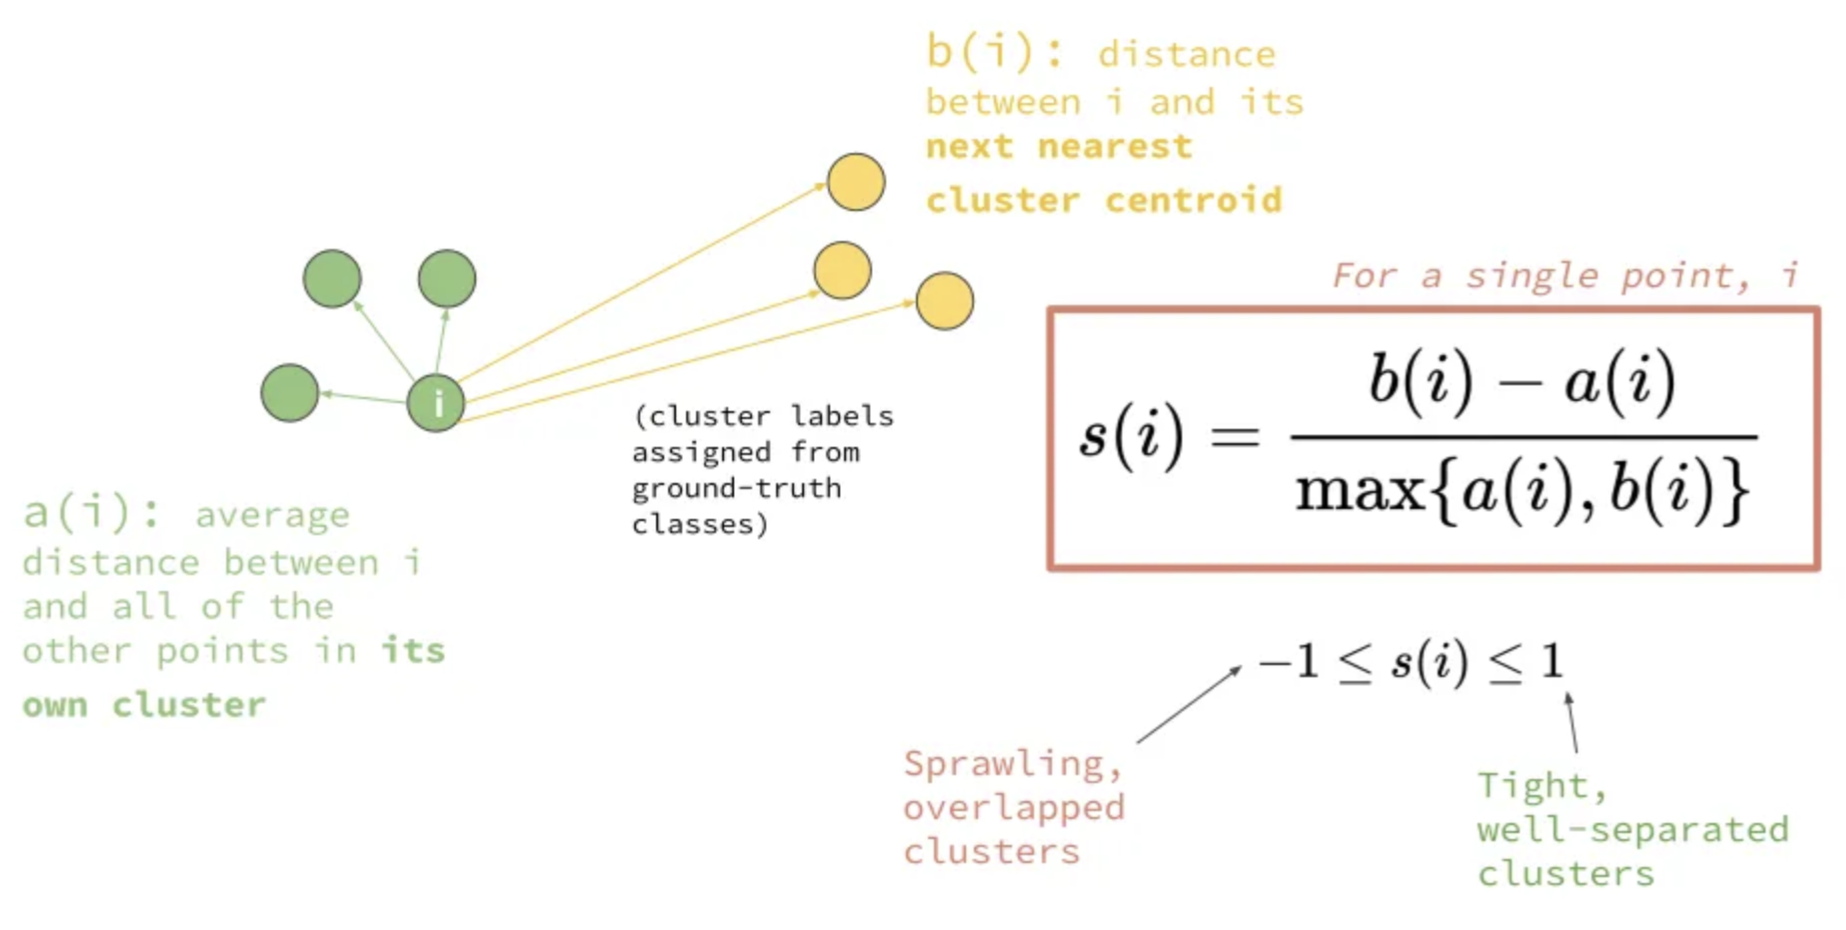 b(i): distance
between i and its
next nearest
cluster centroid
i
(cluster labels
assigned from
ground-truth
classes)
a(i): average
distance between i
and all of the
other points in its
own cluster
For a single point, i
s(i) = \frac{b(i) - a(i)}{\max\{a(i), b(i)\}}
-1 ≤ s(i) ≤ 1
Sprawling,
overlapped
clusters
Tight,
well-separated
clusters